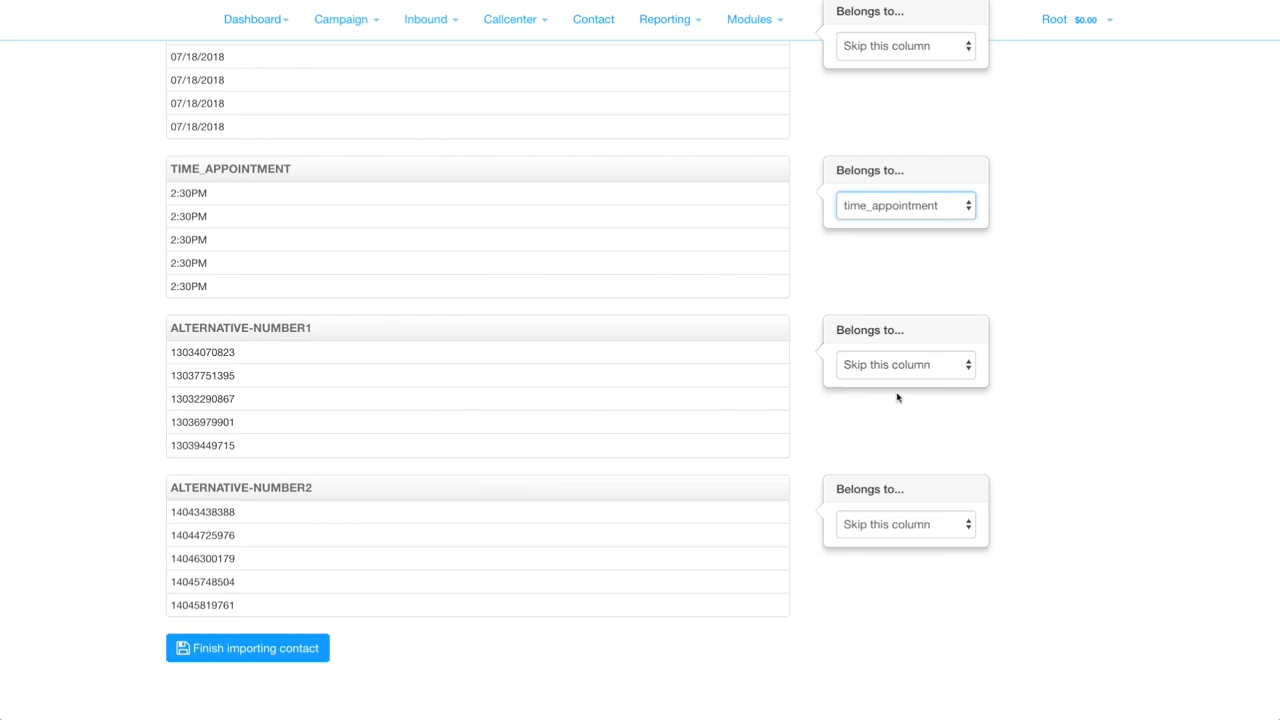 Dashboard
Campaign
Inbound
Callcenter
Contact
Reporting
Modules
Root $0.00
Belongs to...
Skip this column
07/18/2018
07/18/2018
07/18/2018
07/18/2018
TIME_APPOINTMENT
2:30PM
2:30PM
2:30PM
2:30PM
2:30PM
Belongs to...
time_appointment
ALTERNATIVE-NUMBER1
13034070823
13037751395
13032290867
13036979901
13039449715
Belongs to...
Skip this column
ALTERNATIVE-NUMBER2
14043438388
14044725976
14046300179
14045748504
14045819761
Belongs to...
Skip this column
Finish importing contact